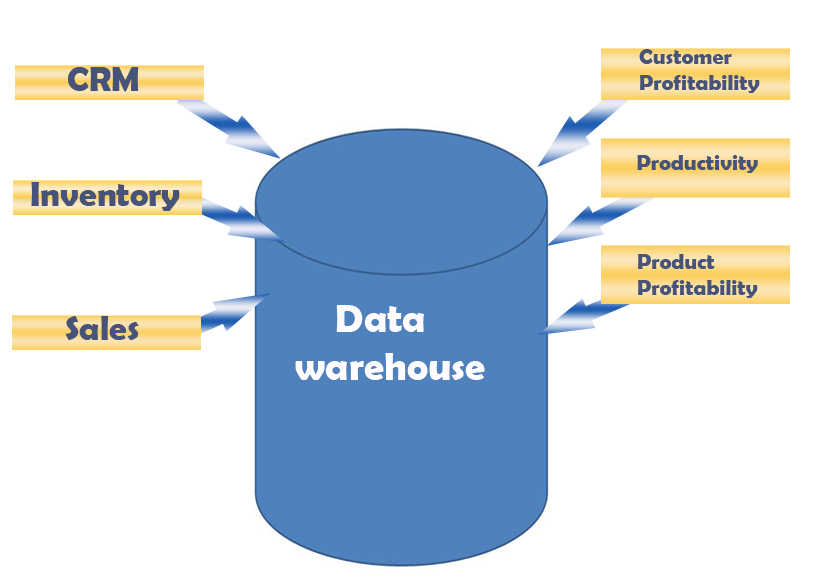 CRM
Inventory
Sales
Data
warehouse
Customer
Profitability
Productivity
Product
Profitability